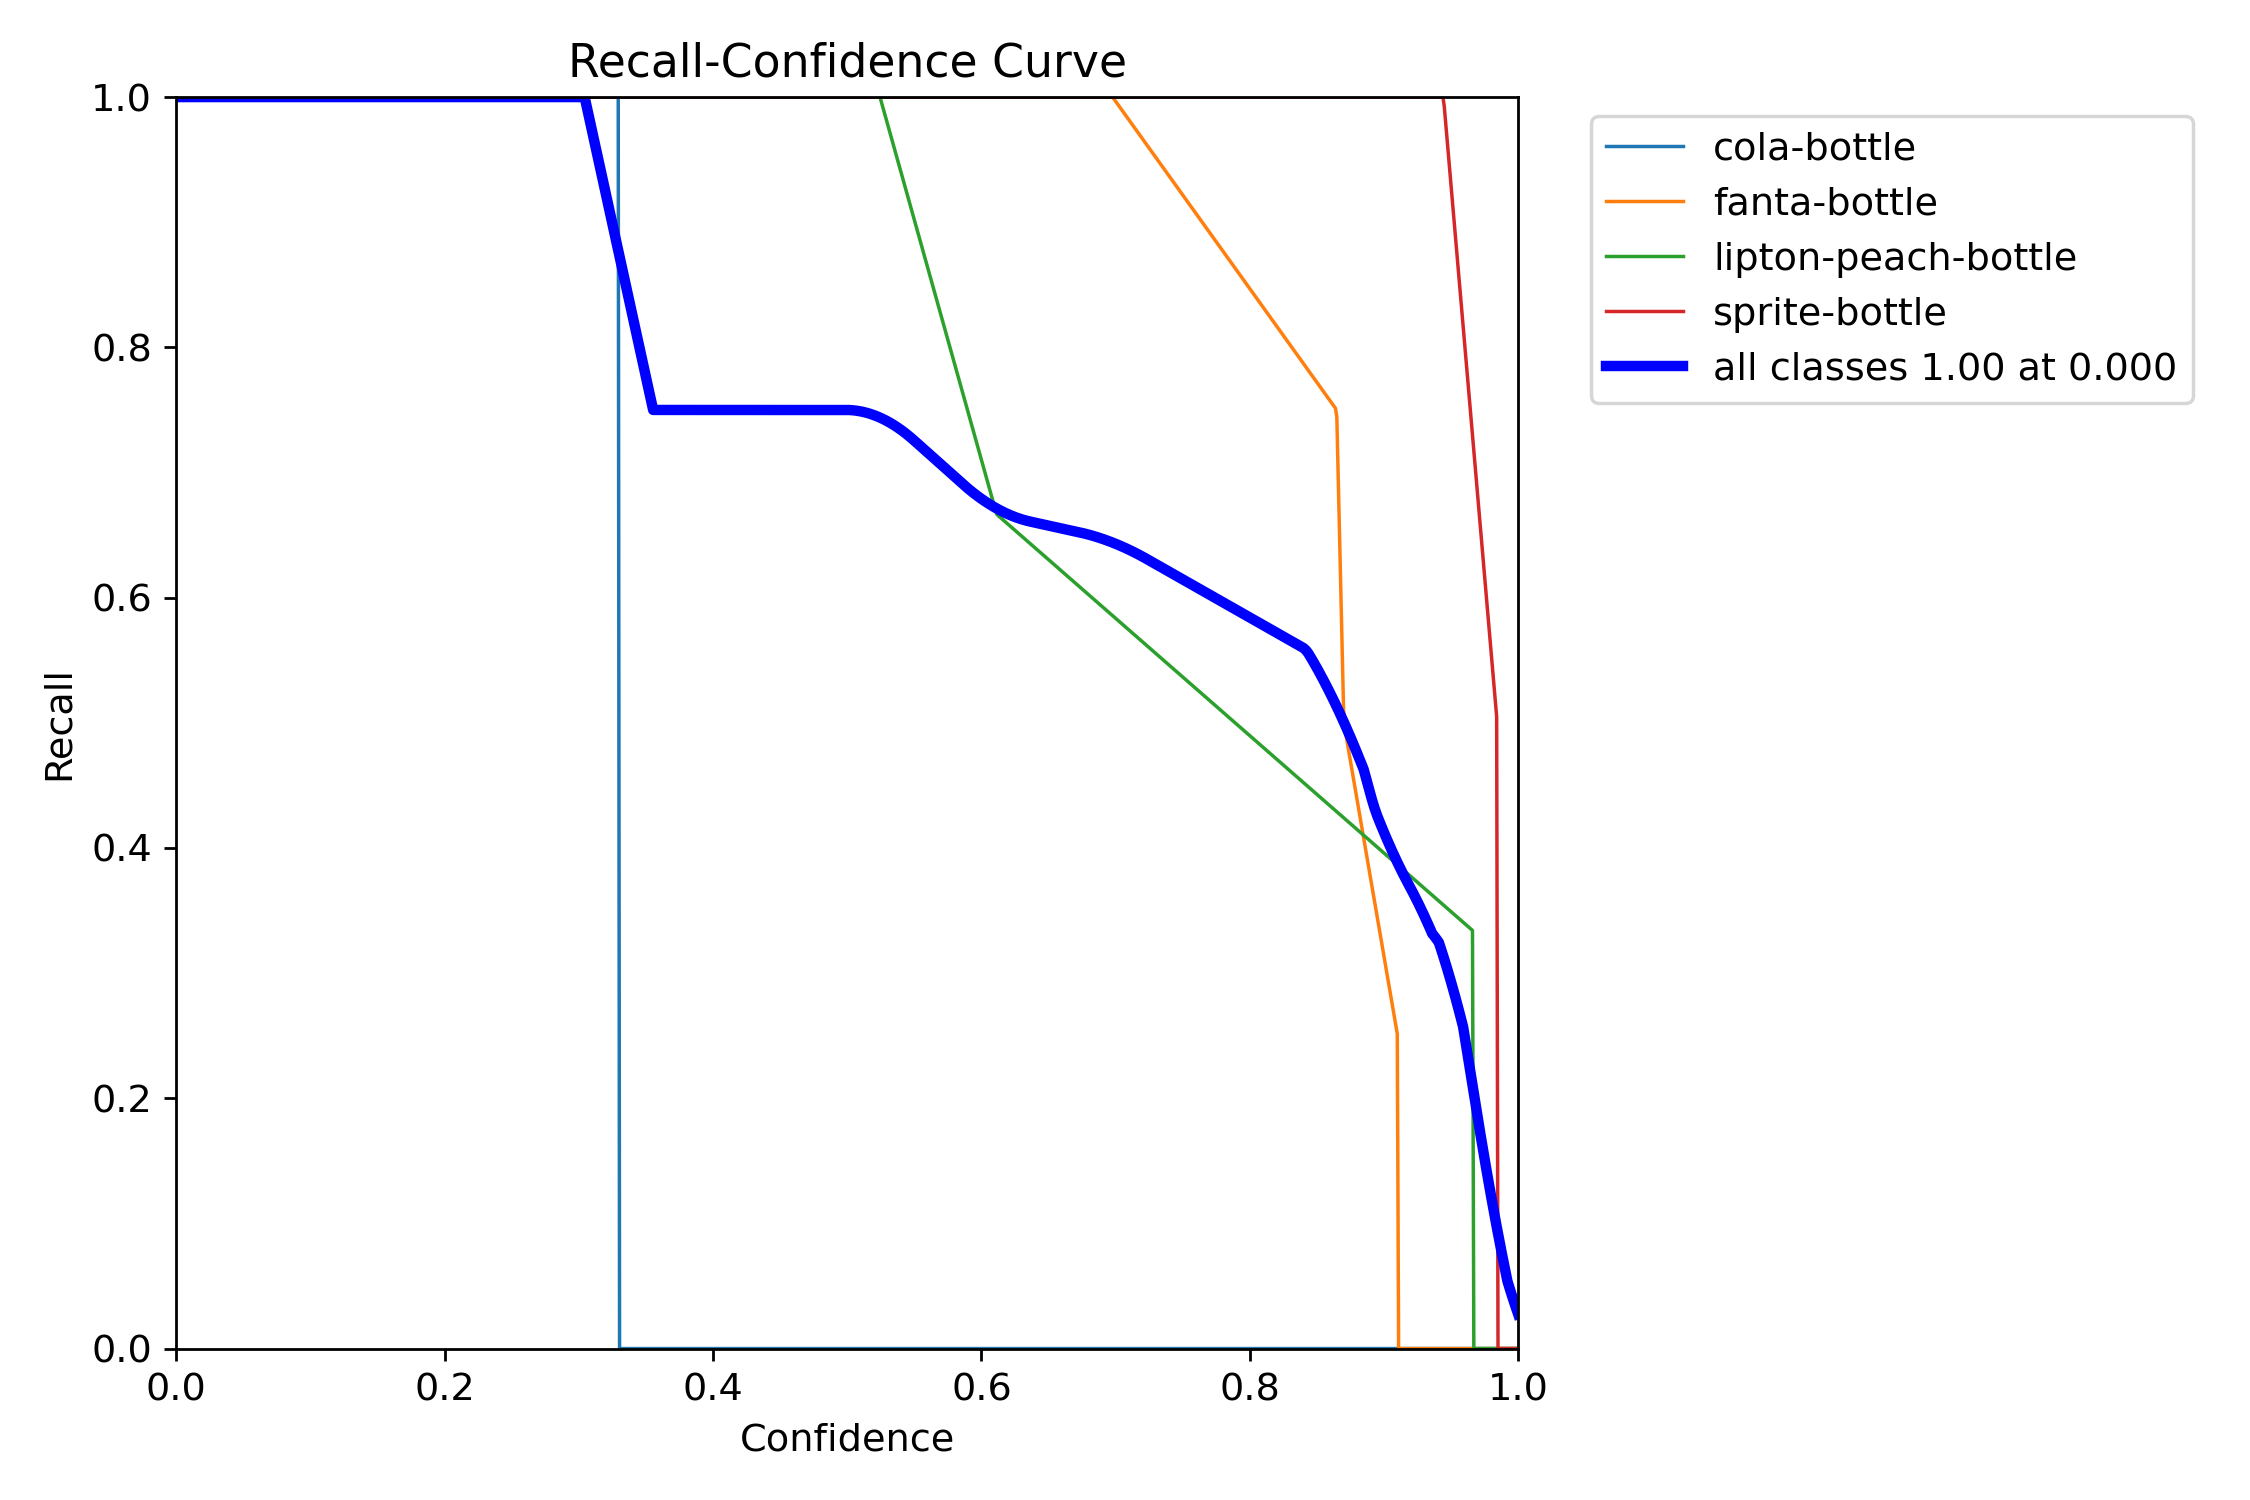 Recall-Confidence Curve
1.0
0.8
0.6
0.4
0.2
0.0
Recall
0.0 0.2 0.4 0.6 0.8 1.0
Confidence
cola-bottle
fanta-bottle
lipton-peach-bottle
sprite-bottle
all classes 1.00 at 0.000